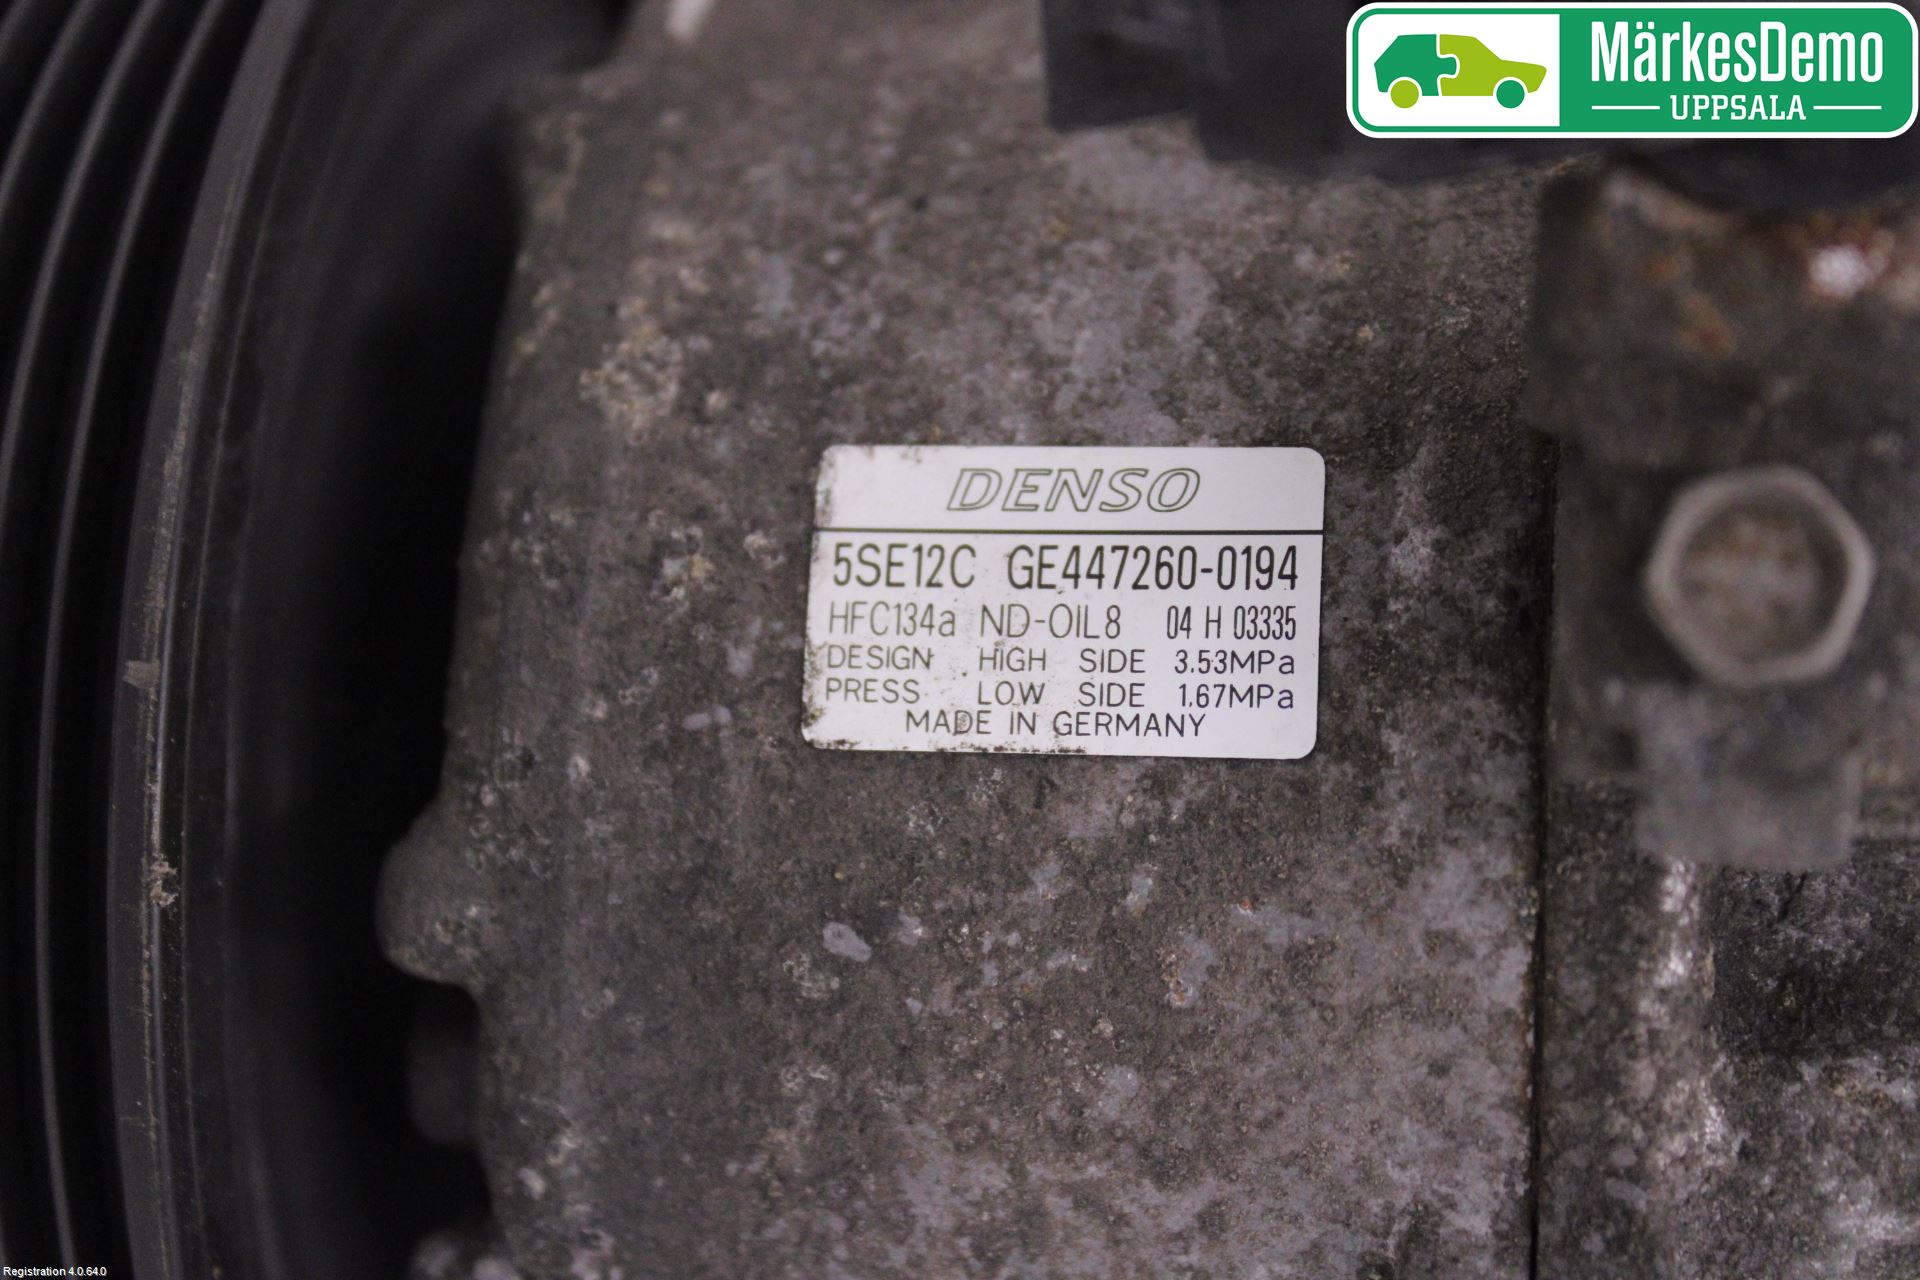 MärkesDemo
UPPSALA
DENSO
5SE12C GE447260-0194
HFC134a ND-OIL8 04 H 03335
DESIGN HIGH SIDE 3.53MPa
PRESS LOW SIDE 1.67MPa
MADE IN GERMANY
Registration 4.0.64.0